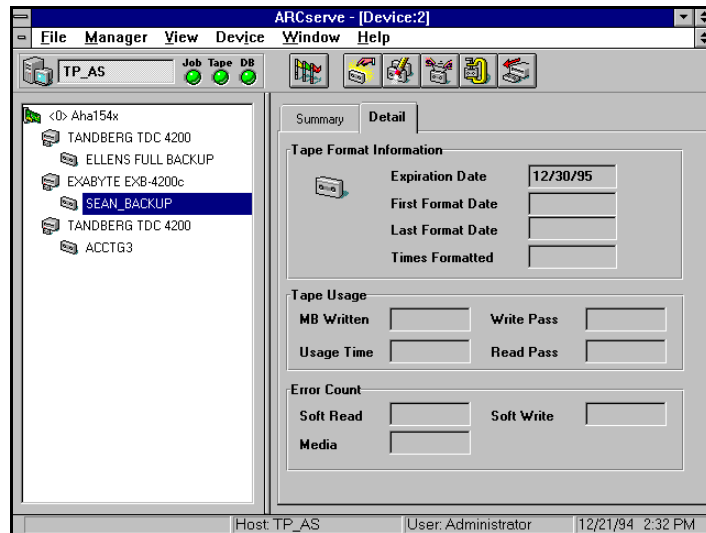 ARCserve - [Device:2]
File Manager View Device Window Help
TP_AS Job Tape DB
<0> Aha154x
TANDBERG TDC 4200
ELLENS FULL BACKUP
EXABYTE EXB-4200c
SEAN_BACKUP
TANDBERG TDC 4200
ACCTG3
Summary Detail
Tape Format Information
Expiration Date 12/30/95
First Format Date
Last Format Date
Times Formatted
Tape Usage
MB Written Write Pass
Usage Time Read Pass
Error Count
Soft Read Soft Write
Media
Host: TP_AS User: Administrator 12/21/94 2:32 PM